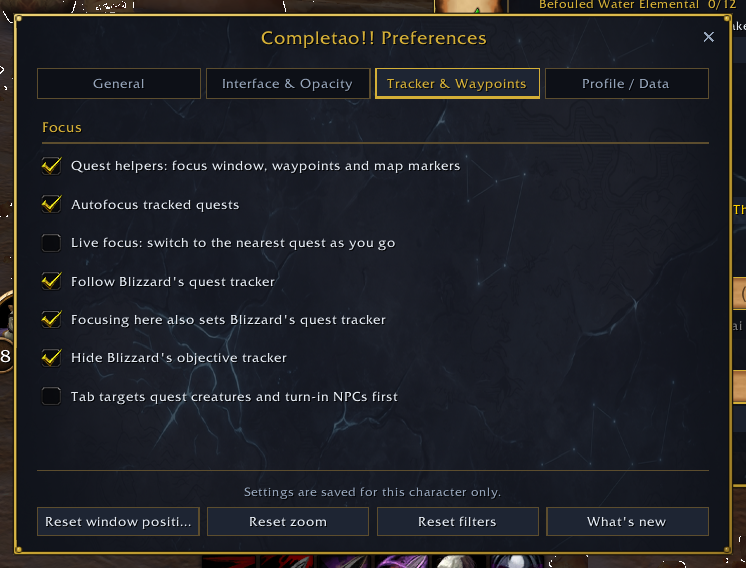 Befouled Water Elemental 0/12
Completao!! Preferences
General
Interface & Opacity
Tracker & Waypoints
Profile / Data
Focus
Quest helpers: focus window, waypoints and map markers
Autofocus tracked quests
Live focus: switch to the nearest quest as you go
Follow Blizzard's quest tracker
Focusing here also sets Blizzard's quest tracker
Hide Blizzard's objective tracker
8
Tab targets quest creatures and turn-in NPCs first
Settings are saved for this character only.
Reset window positi...
Reset zoom
Reset filters
What's new